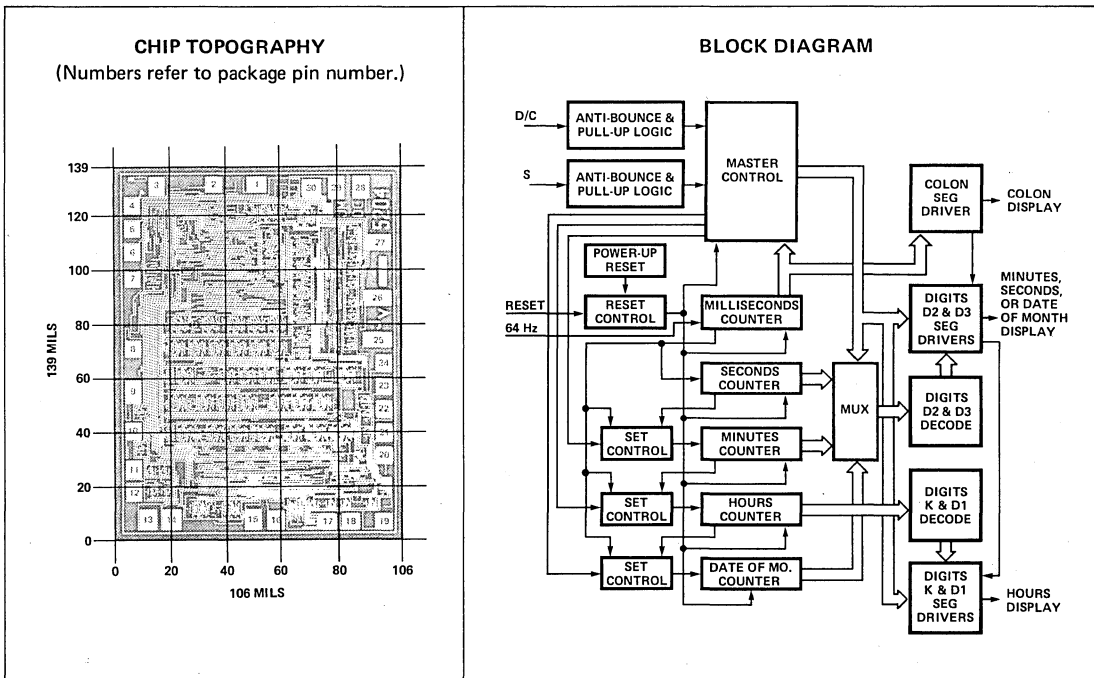 CHIP TOPOGRAPHY
(Numbers refer to package pin number.)
139
120
100
80
60
40
20
0
139 MILS
0
20
40
60
80
106
106 MILS
3
2
1
30
29
28
4
5
6
7
8
9
10
11
12
13
14
15
16
17
18
19
20
21
22
23
24
25
26
27
BLOCK DIAGRAM
D/C
ANTI-BOUNCE &
PULL-UP LOGIC
S
ANTI-BOUNCE &
PULL-UP LOGIC
MASTER
CONTROL
COLON
SEG
DRIVER
COLON
DISPLAY
POWER-UP
RESET
RESET
RESET
CONTROL
64 Hz
MILLISECONDS
COUNTER
DIGITS
D2 & D3
SEG
DRIVERS
MINUTES,
SECONDS,
OR DATE
OF MONTH
DISPLAY
SECONDS
COUNTER
MUX
DIGITS
D2 & D3
DECODE
SET
CONTROL
MINUTES
COUNTER
SET
CONTROL
HOURS
COUNTER
DIGITS
K & D1
DECODE
SET
CONTROL
DATE OF MO.
COUNTER
DIGITS
K & D1
SEG
DRIVERS
HOURS
DISPLAY